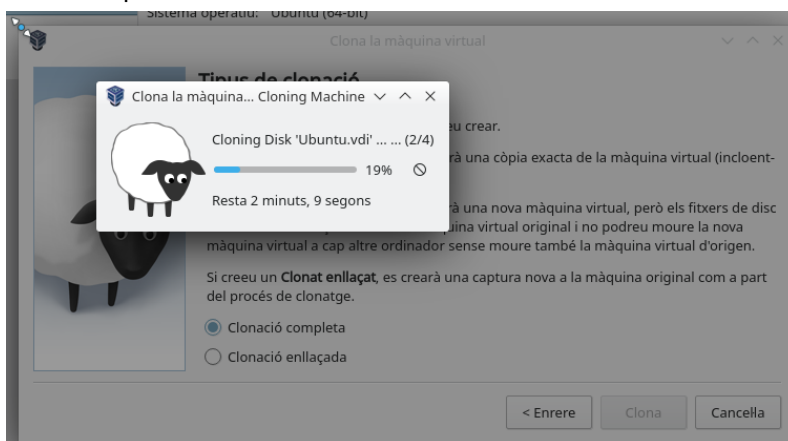 Sistema operatiu: Ubuntu (64-bit)
Clona la màquina virtual
Tipus de clonació
Clona la màquina... Cloning Machine
eu crear.
Cloning Disk 'Ubuntu.vdi' ... ... (2/4)
rà una còpia exacta de la màquina virtual (incloent-
19%
Resta 2 minuts, 9 segons
rà una nova màquina virtual, però els fitxers de disc
uina virtual original i no podreu moure la nova
màquina virtual a cap altre ordinador sense moure també la màquina virtual d'origen.
Si creeu un Clonat enllaçat, es crearà una captura nova a la màquina original com a part
del procés de clonatge.
Clonació completa
Clonació enllaçada
< Enrere
Clona
Canceŀla